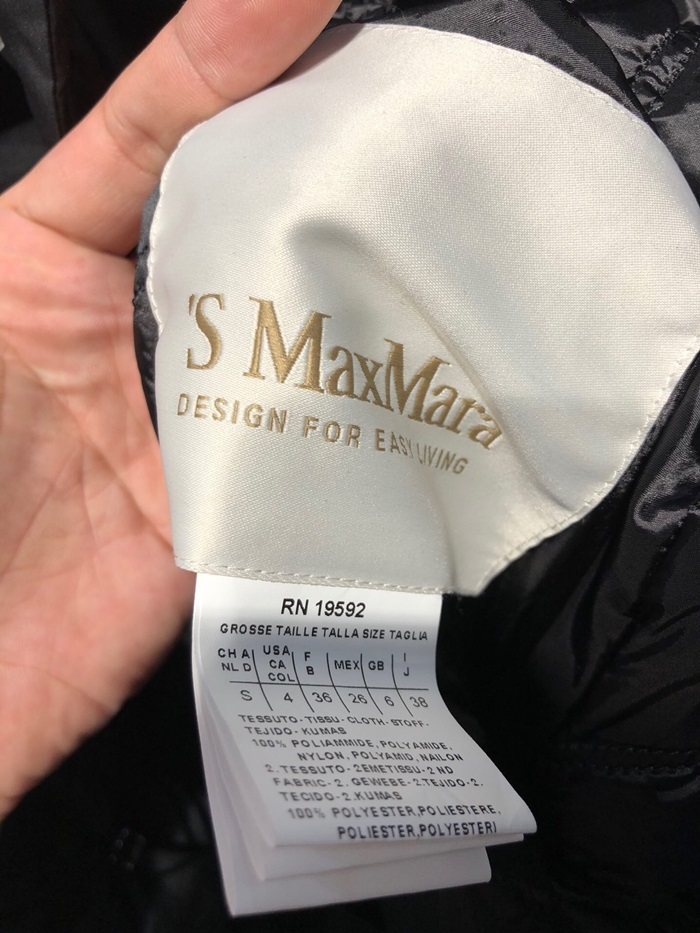 'S MaxMara
DESIGN FOR EASY LIVING
RN 19592
GROSSE TAILLE TALLA SIZE TAGLIA
CH A USA F MEX GB I
NL D CA B J
COL
S 4 36 26 6 38
TESSUTO-TISSU-CLOTH-STOFF-
TEJIDO-KUMAS
100% POLIAMMIDE,POLYAMIDE,
NYLON,POLYAMID,NAILON
2.TESSUTO-2EMETISSU-2ND
FABRIC-2.GEWEBE-2.TEJIDO-2.
TECIDO-2.KUMAS
100% POLYESTER,POLIESTERE,
POLIESTER,POLYESTERI